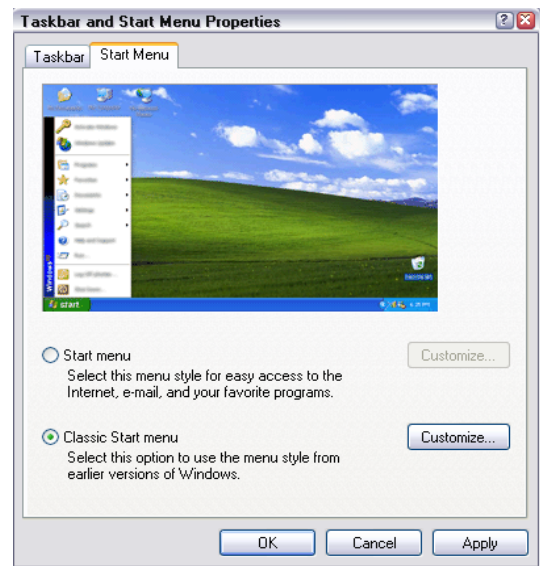 Taskbar and Start Menu Properties
Taskbar
Start Menu
Windows
start
Start menu
Customize...
Select this menu style for easy access to the
Internet, e-mail, and your favorite programs.
Classic Start menu
Customize...
Select this option to use the menu style from
earlier versions of Windows.
OK
Cancel
Apply